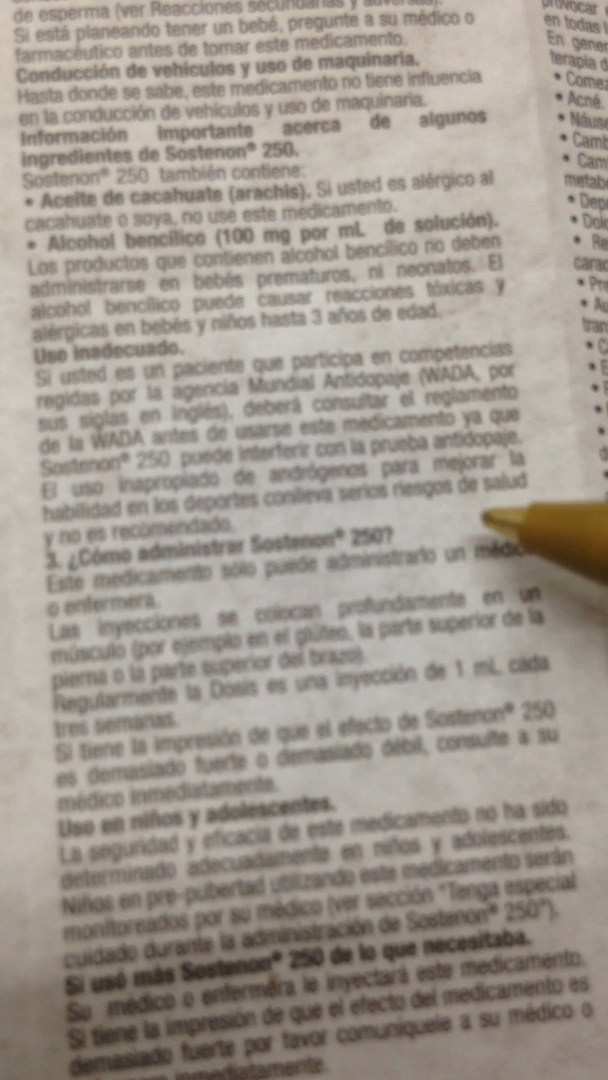 de esperma (ver Reacciones secundarias y adversas).
Si está planeando tener un bebé, pregunte a su médico o
farmacéutico antes de tomar este medicamento.
Conducción de vehículos y uso de maquinaria.
Hasta donde se sabe, este medicamento no tiene influencia
en la conducción de vehículos y uso de maquinaria.
Información Importante acerca de algunos
ingredientes de Sostenon® 250.
Sostenon® 250 también contiene:
• Aceite de cacahuate (arachis). Si usted es alérgico al
cacahuate o soya, no use este medicamento.
• Alcohol bencílico (100 mg por mL de solución).
Los productos que contienen alcohol bencílico no deben
administrarse en bebés prematuros, ni neonatos. El
alcohol bencílico puede causar reacciones tóxicas y
alérgicas en bebés y niños hasta 3 años de edad.
Uso inadecuado.
Si usted es un paciente que participa en competencias
regidas por la agencia Mundial Antidopaje (WADA, por
sus siglas en inglés), deberá consultar el reglamento
de la WADA antes de usarse este medicamento ya que
Sostenon® 250 puede interferir con la prueba antidopaje.
El uso inapropiado de andrógenos para mejorar la
habilidad en los deportes conlleva serios riesgos de salud
y no es recomendado.
3. ¿Cómo administrar Sostenon® 250?
Este medicamento sólo puede administrarlo un médico
o enfermera.
Las inyecciones se colocan profundamente en un
músculo (por ejemplo en el glúteo, la parte superior de la
pierna o la parte superior del brazo).
Regularmente la Dosis es una inyección de 1 mL cada
tres semanas.
Si tiene la impresión de que el efecto de Sostenon® 250
es demasiado fuerte o demasiado débil, consulte a su
médico inmediatamente.
Uso en niños y adolescentes.
La seguridad y eficacia de este medicamento no ha sido
determinado adecuadamente en niños y adolescentes.
Niños en pre-pubertad utilizando este medicamento serán
monitoreados por su médico (ver sección "Tenga especial
cuidado durante la administración de Sostenon® 250").
Si usó más Sostenon® 250 de lo que necesitaba.
Su médico o enfermera le inyectará este medicamento.
Si tiene la impresión de que el efecto del medicamento es
demasiado fuerte por favor comuníquele a su médico o
inmediatamente.
provocar
en todas
En
terapia d
•
• Acné.
•
•
•